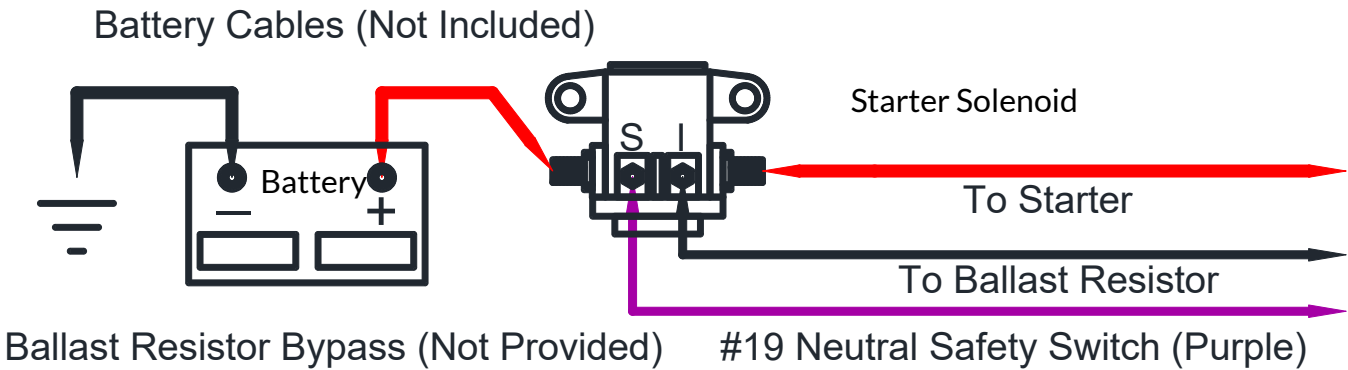 Battery Cables (Not Included)
Starter Solenoid
S I
Battery
— +
To Starter
To Ballast Resistor
Ballast Resistor Bypass (Not Provided)
#19 Neutral Safety Switch (Purple)